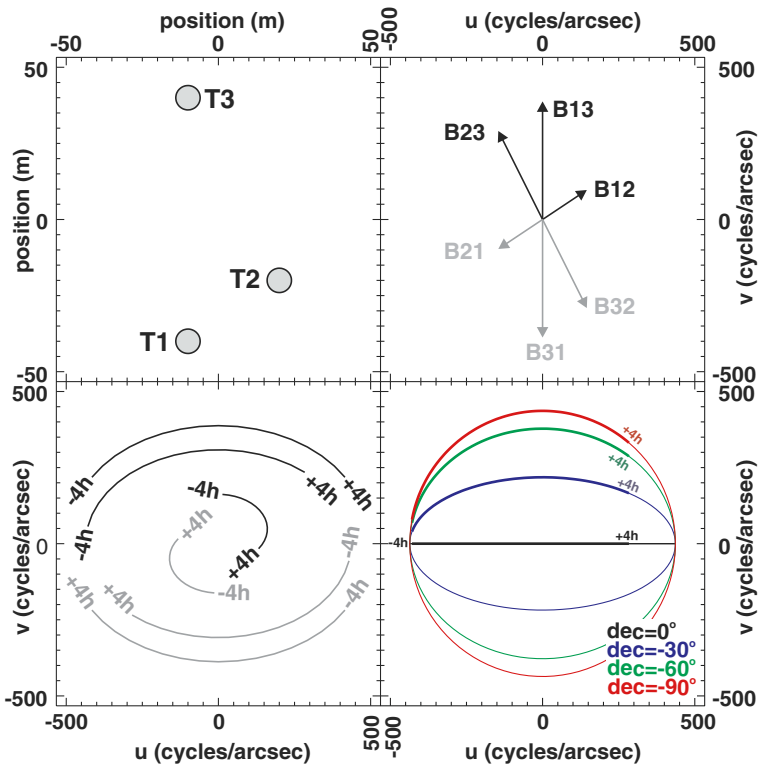 position (m)
-50 0 50
50
0
-50
position (m)
T3
T2
T1
u (cycles/arcsec)
-500 0 500
500
0
-500
v (cycles/arcsec)
B13
B23
B12
B21
B32
B31
500
0
-500
v (cycles/arcsec)
-4h
+4h
+4h
-4h
-4h
+4h
+4h
-4h
+4h
+4h
-4h
-4h
-500 0 500
u (cycles/arcsec)
+4h
+4h
+4h
-4h
+4h
dec=0°
dec=-30°
dec=-60°
dec=-90°
500
0
-500
v (cycles/arcsec)
-500 0 500
u (cycles/arcsec)